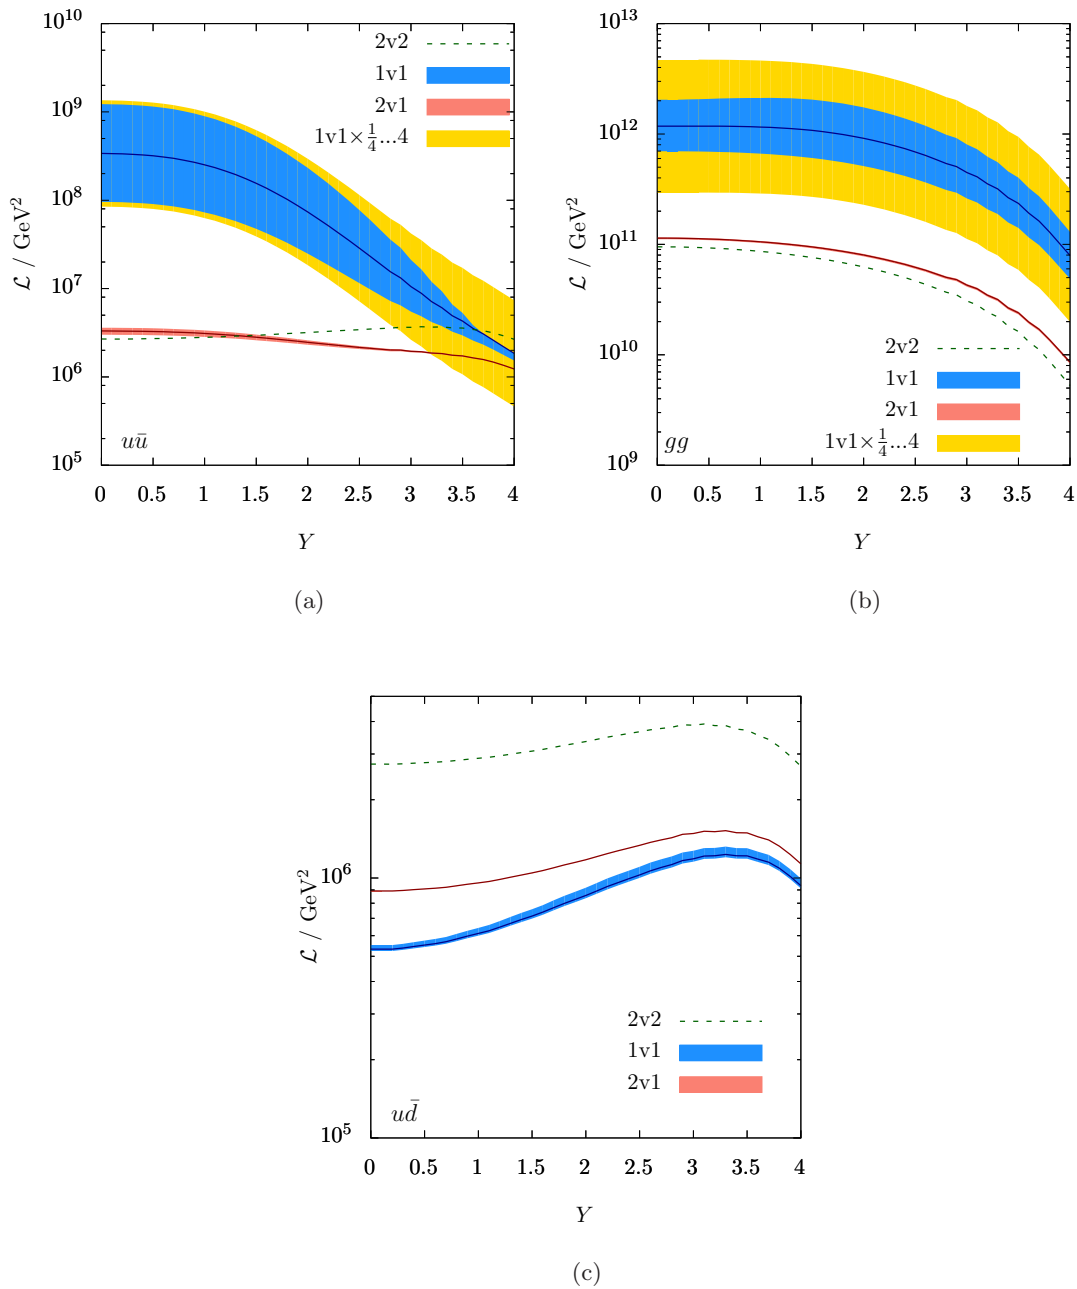 10^10
10^9
10^8
10^7
10^6
10^5
ℒ / GeV^2
2v2
1v1
2v1
1v1×1/4...4
uū
0 0.5 1 1.5 2 2.5 3 3.5 4
Y
(a)
10^13
10^12
10^11
10^10
10^9
ℒ / GeV^2
2v2
1v1
2v1
1v1×1/4...4
gg
0 0.5 1 1.5 2 2.5 3 3.5 4
Y
(b)
10^6
10^5
ℒ / GeV^2
2v2
1v1
2v1
ud̄
0 0.5 1 1.5 2 2.5 3 3.5 4
Y
(c)